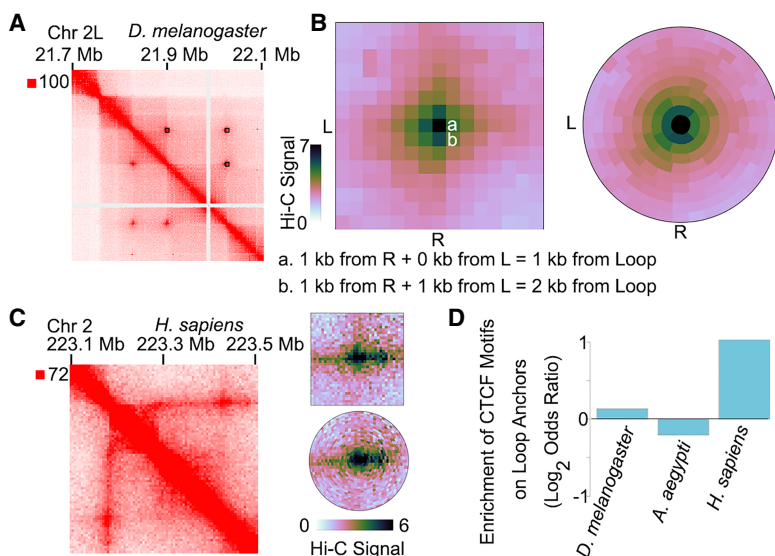 A
Chr 2L D. melanogaster
21.7 Mb 21.9 Mb 22.1 Mb
100
B
L
a
b
R
7
0
Hi-C Signal
L
R
a. 1 kb from R + 0 kb from L = 1 kb from Loop
b. 1 kb from R + 1 kb from L = 2 kb from Loop
C
Chr 2 H. sapiens
223.1 Mb 223.3 Mb 223.5 Mb
72
0 6
Hi-C Signal
D
Enrichment of CTCF Motifs
on Loop Anchors
(Log2 Odds Ratio)
1
0
-1
D. melanogaster
A. aegypti
H. sapiens